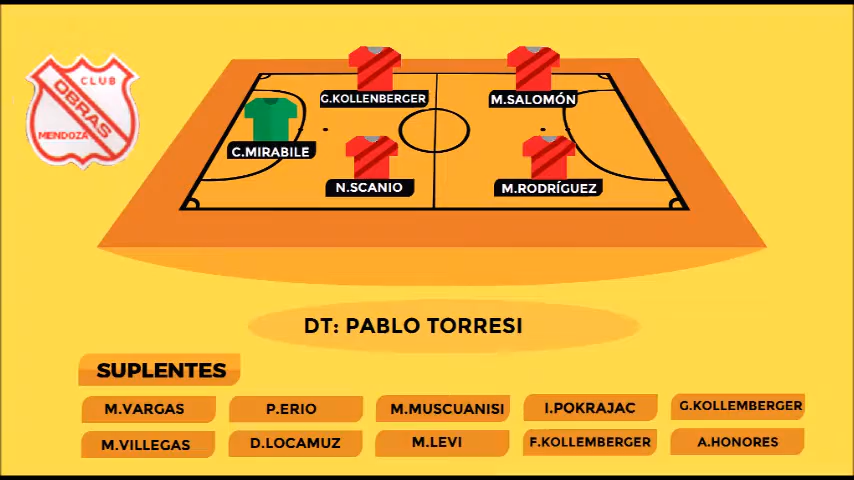 CLUB
OBRAS
MENDOZA
G.KOLLENBERGER
M.SALOMÓN
C.MIRABILE
N.SCANIO
M.RODRÍGUEZ
DT: PABLO TORRESI
SUPLENTES
M.VARGAS
P.ERIO
M.MUSCUANISI
I.POKRAJAC
G.KOLLEMBERGER
M.VILLEGAS
D.LOCAMUZ
M.LEVI
F.KOLLEMBERGER
A.HONORES